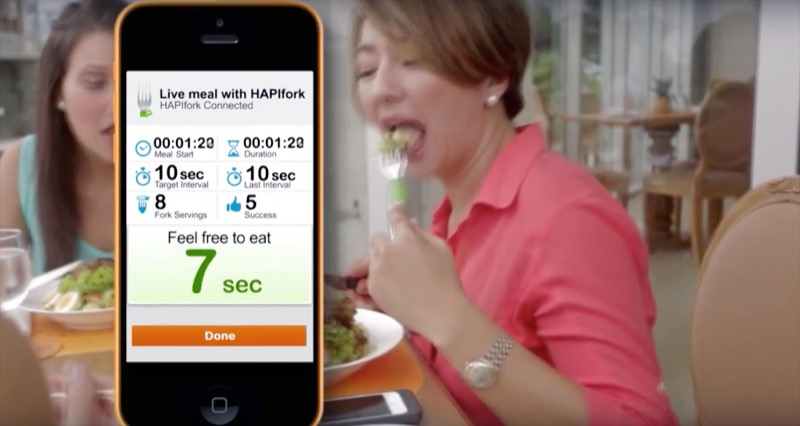 Live meal with HAPIfork
HAPIfork Connected
00:01:20 00:01:20
Meal Start Duration
10 sec 10 sec
Target Interval Last Interval
8 5
Fork Servings Success
Feel free to eat
7 sec
Done